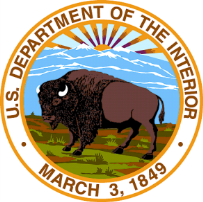 U.S. DEPARTMENT OF THE INTERIOR
MARCH 3, 1849